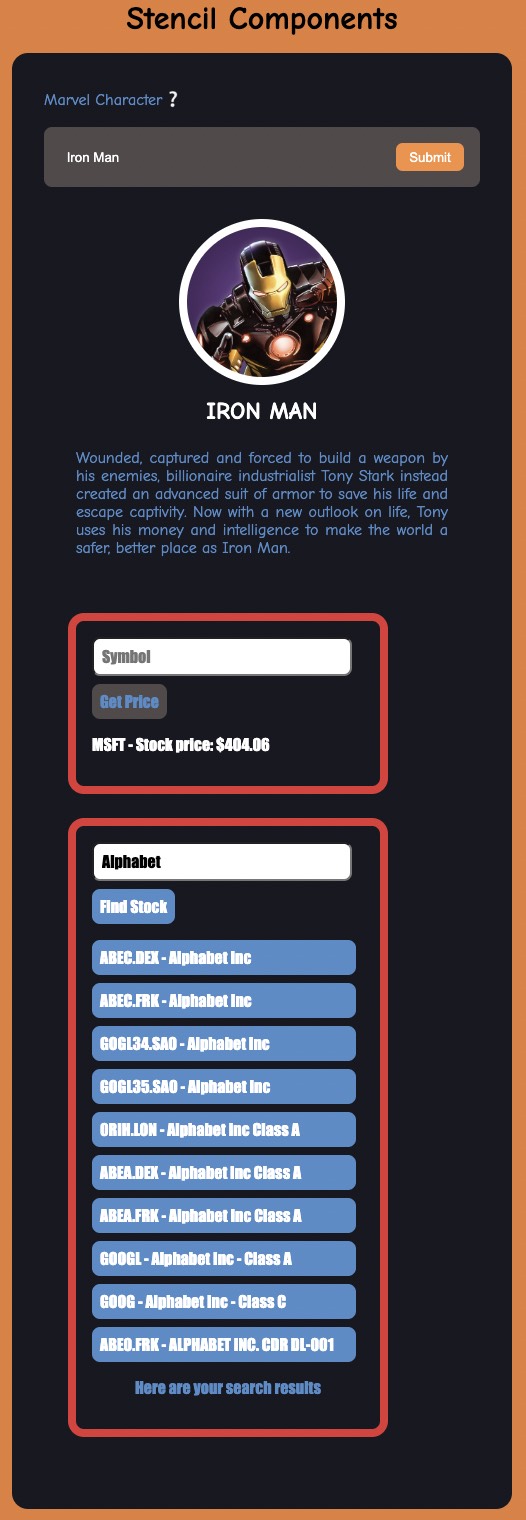 Stencil Components
Marvel Character ❔
Iron Man
Submit
IRON MAN
Wounded, captured and forced to build a weapon by
his enemies, billionaire industrialist Tony Stark instead
created an advanced suit of armor to save his life and
escape captivity. Now with a new outlook on life, Tony
uses his money and intelligence to make the world a
safer, better place as Iron Man.
Symbol
Get Price
MSFT - Stock price: $404.06
Alphabet
Find Stock
ABEC.DEX - Alphabet Inc
ABEC.FRK - Alphabet Inc
GOGL34.SAO - Alphabet Inc
GOGL35.SAO - Alphabet Inc
0RIH.LON - Alphabet Inc Class A
ABEA.DEX - Alphabet Inc Class A
ABEA.FRK - Alphabet Inc Class A
GOOGL - Alphabet Inc - Class A
GOOG - Alphabet Inc - Class C
ABE0.FRK - ALPHABET INC. CDR DL-001
Here are your search results